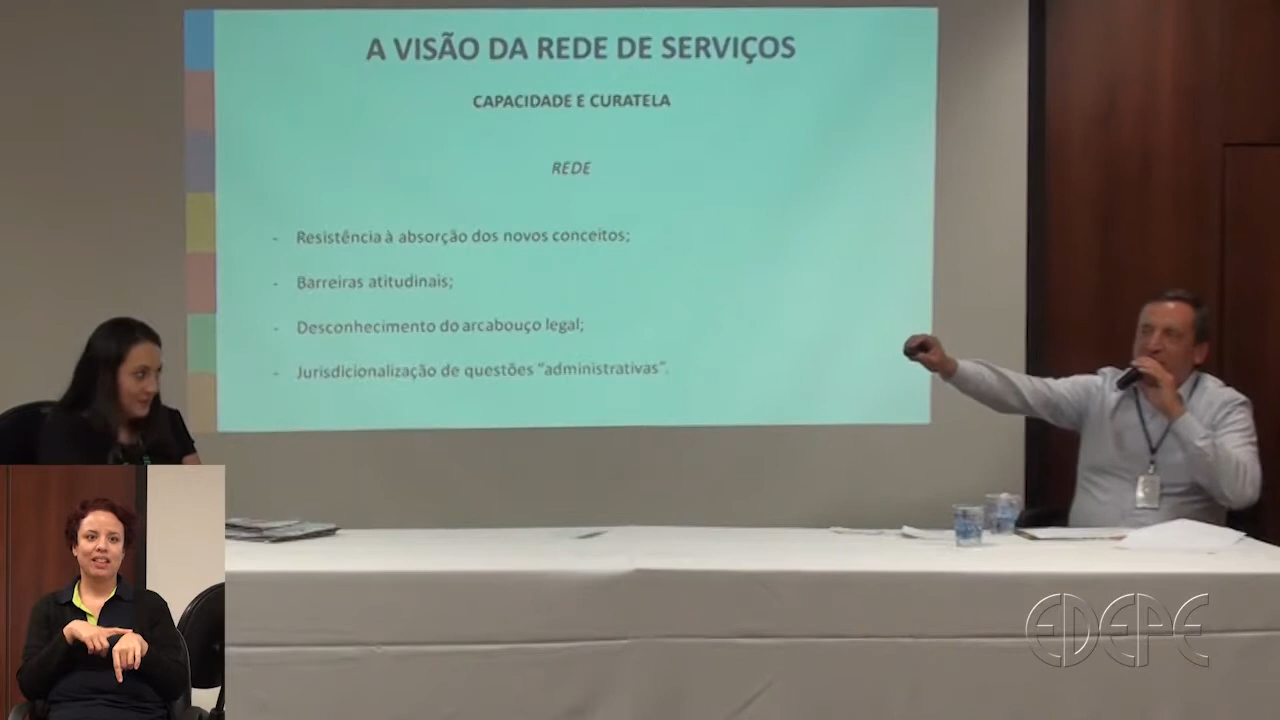 A VISÃO DA REDE DE SERVIÇOS
CAPACIDADE E CURATELA
REDE
- Resistência à absorção dos novos conceitos;
- Barreiras atitudinais;
- Desconhecimento do arcabouço legal;
- Jurisdicionalização de questões “administrativas”.
EDEPE